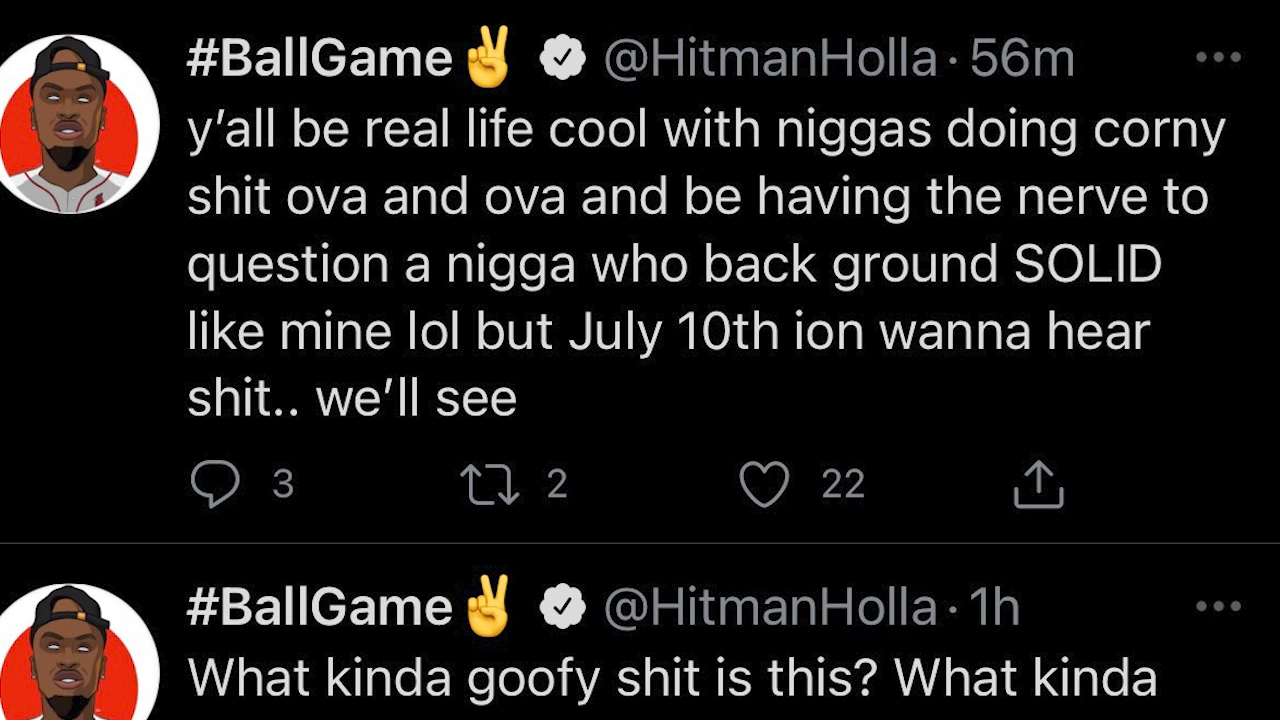 #BallGame✌️ @HitmanHolla · 56m
y’all be real life cool with niggas doing corny
shit ova and ova and be having the nerve to
question a nigga who back ground SOLID
like mine lol but July 10th ion wanna hear
shit.. we’ll see
3 2 22
#BallGame✌️ @HitmanHolla · 1h
What kinda goofy shit is this? What kinda